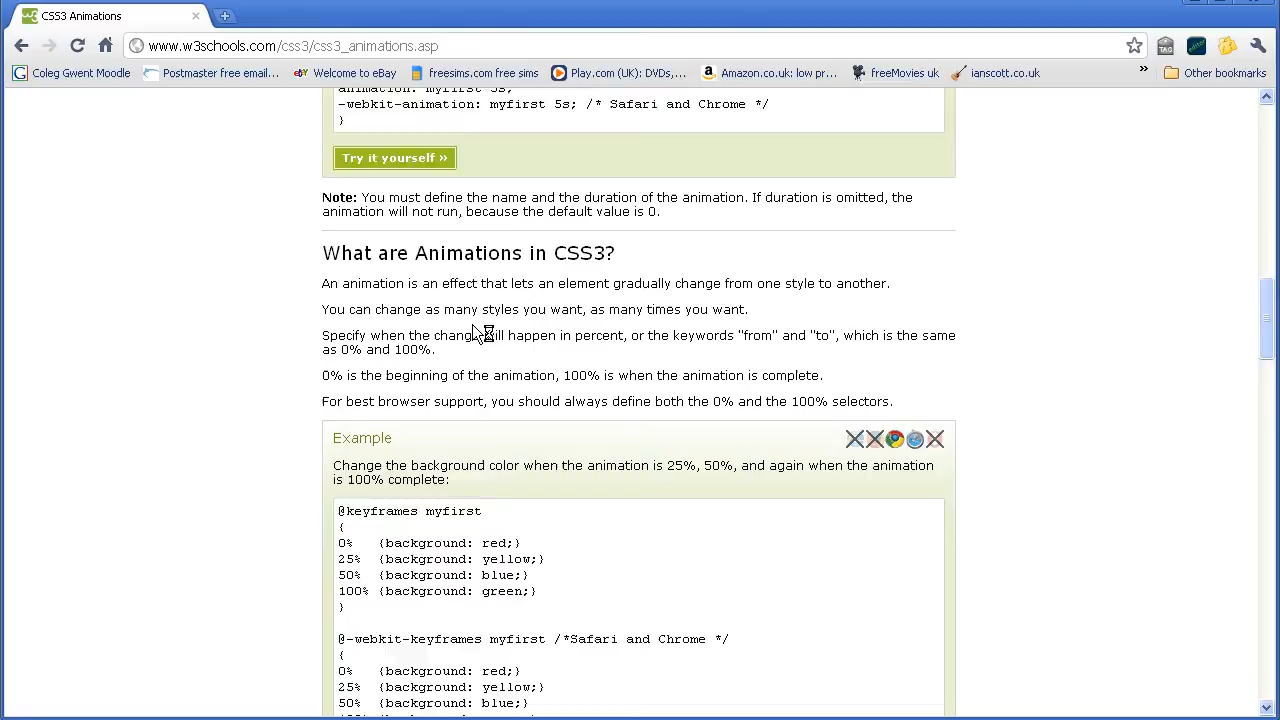 CSS3 Animations
www.w3schools.com/css3/css3_animations.asp
TAG
editor
Coleg Gwent Moodle
Postmaster free email...
Welcome to eBay
freesims.com free sims
Play.com (UK): DVDs,...
Amazon.co.uk: low pr...
freeMovies uk
ianscott.co.uk
»
Other bookmarks
animation: myfirst 5s;
-webkit-animation: myfirst 5s; /* Safari and Chrome */
}
Try it yourself »
Note: You must define the name and the duration of the animation. If duration is omitted, the
animation will not run, because the default value is 0.
What are Animations in CSS3?
An animation is an effect that lets an element gradually change from one style to another.
You can change as many styles you want, as many times you want.
Specify when the change will happen in percent, or the keywords "from" and "to", which is the same
as 0% and 100%.
0% is the beginning of the animation, 100% is when the animation is complete.
For best browser support, you should always define both the 0% and the 100% selectors.
Example
Change the background color when the animation is 25%, 50%, and again when the animation
is 100% complete:
@keyframes myfirst
{
0% {background: red;}
25% {background: yellow;}
50% {background: blue;}
100% {background: green;}
}
@-webkit-keyframes myfirst /*Safari and Chrome */
{
0% {background: red;}
25% {background: yellow;}
50% {background: blue;}